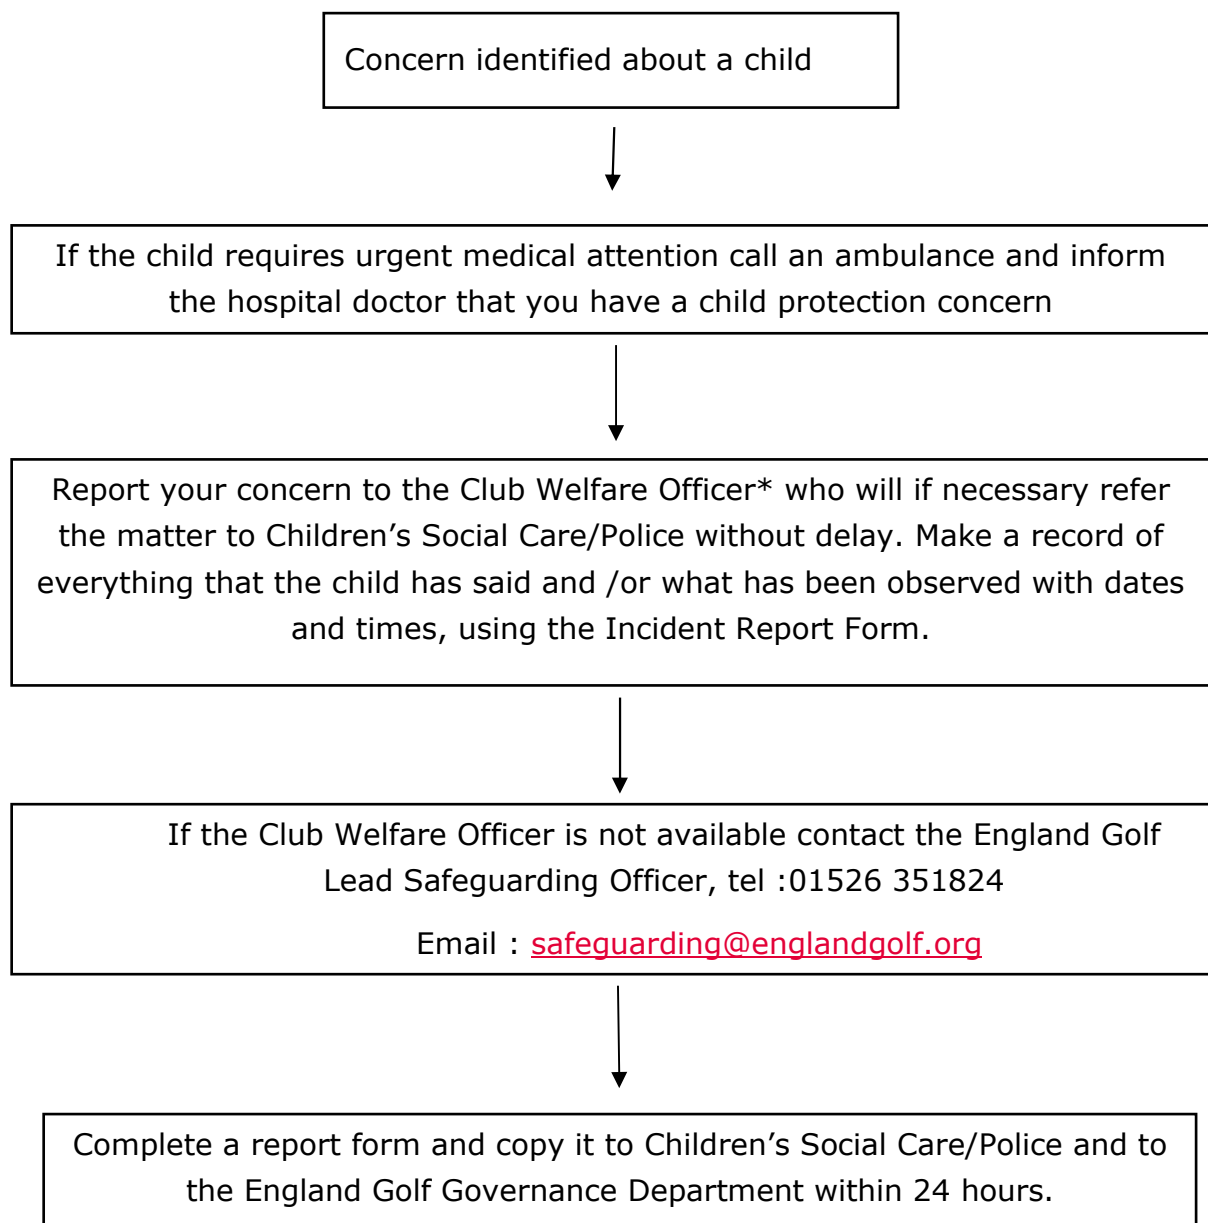 Concern identified about a child
If the child requires urgent medical attention call an ambulance and inform
the hospital doctor that you have a child protection concern
Report your concern to the Club Welfare Officer* who will if necessary refer
the matter to Children’s Social Care/Police without delay. Make a record of
everything that the child has said and /or what has been observed with dates
and times, using the Incident Report Form.
If the Club Welfare Officer is not available contact the England Golf
Lead Safeguarding Officer, tel :01526 351824
Email : safeguarding@englandgolf.org
Complete a report form and copy it to Children’s Social Care/Police and to
the England Golf Governance Department within 24 hours.